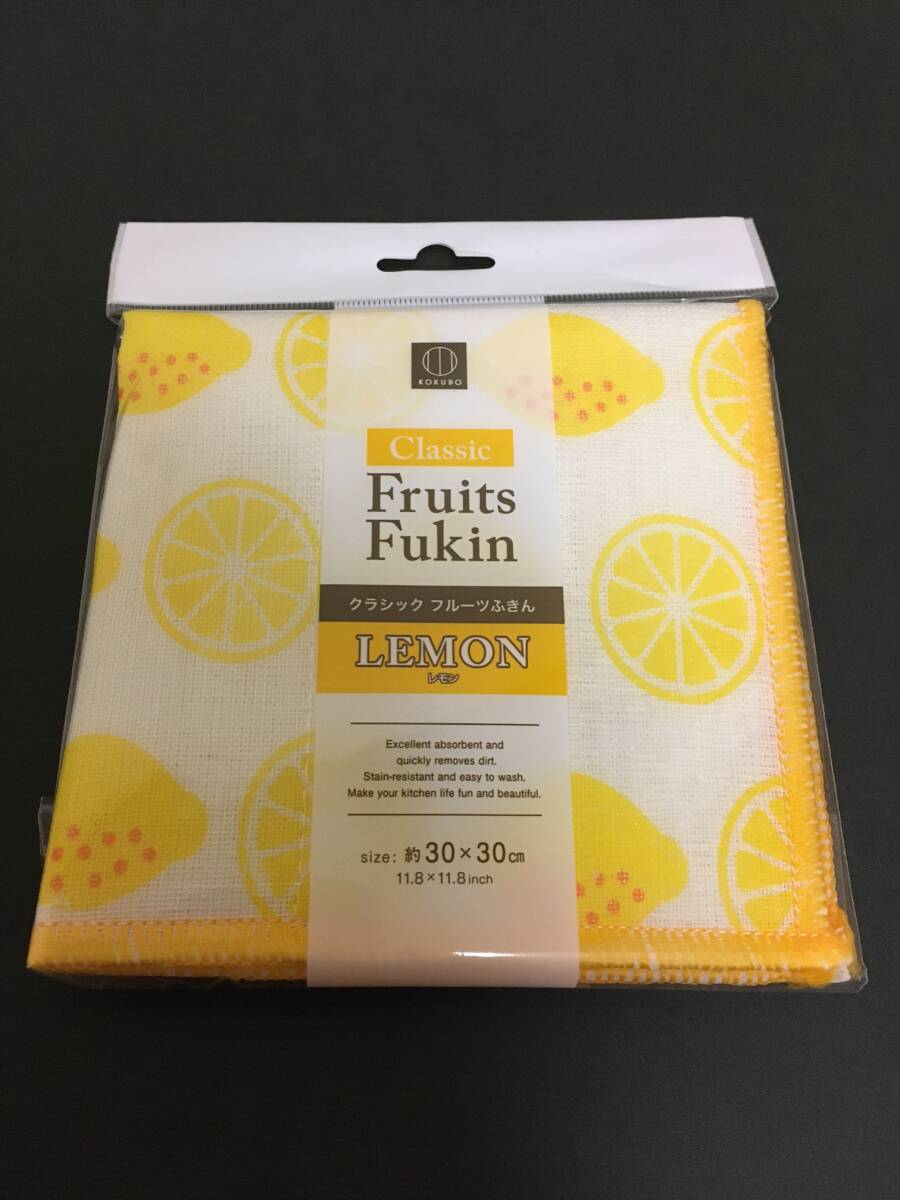 KOKUBO
Classic
Fruits
Fukin
クラシック フルーツふきん
LEMON
レモン
Excellent absorbent and
quickly removes dirt.
Stain-resistant and easy to wash.
Make your kitchen life fun and beautiful.
size: 約30×30cm
11.8×11.8inch